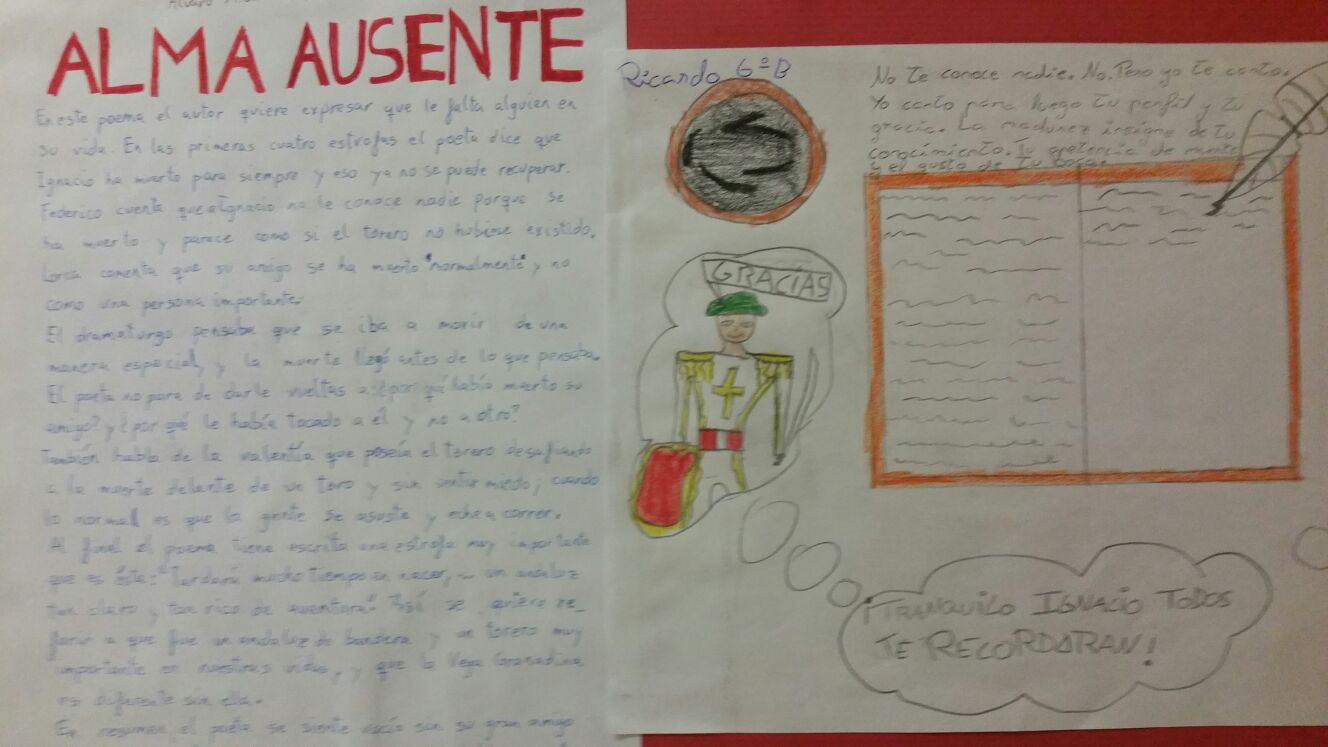 Alvaro
ALMA AUSENTE
En este poema el autor quiere expresar que le falta alguien en
su vida. En las primeras cuatro estrofas el poeta dice que
Ignacio ha muerto para siempre y eso ya no se puede recuperar.
Federico cuenta que a Ignacio no le conoce nadie porque se
ha muerto y parece como si el torero no hubiese existido.
Lorca comenta que su amigo se ha muerto "normalmente" y no
como una persona importante.
El dramaturgo pensaba que se iba a morir de una
manera especial, y la muerte llegó antes de lo que pensaba.
El poeta no para de darle vueltas a: ¿por qué había muerto su
amigo? y ¿por qué le había tocado a él y no a otro?
También habla de la valentía que poseía el torero desafiando
a la muerte delante de un toro y sin sentir miedo; cuando
lo normal es que la gente se asuste y eche a correr.
Al final el poema tiene escrita una estrofa muy importante
que es ésta: "Tardará mucho tiempo en nacer, un andaluz
tan claro, tan rico de aventura." Así se quiere re_
ferir a que fue un andaluz de bandera y un torero muy
importante en nuestras vidas, y que la Vega Granadina
es diferente sin ella.
En resumen el poeta se siente vacío sin su gran amigo
Ricardo 6ºB
No te conoce nadie. No. Pero yo te canto.
Yo canto para luego tu perfil y tu
gracia. La madurez insigne de tu
conocimiento. Tu apetencia de muerte
y el gusto de tu boca.
GRACIAS
¡TRANQUILO IGNACIO TODOS
TE RECORDARAN!